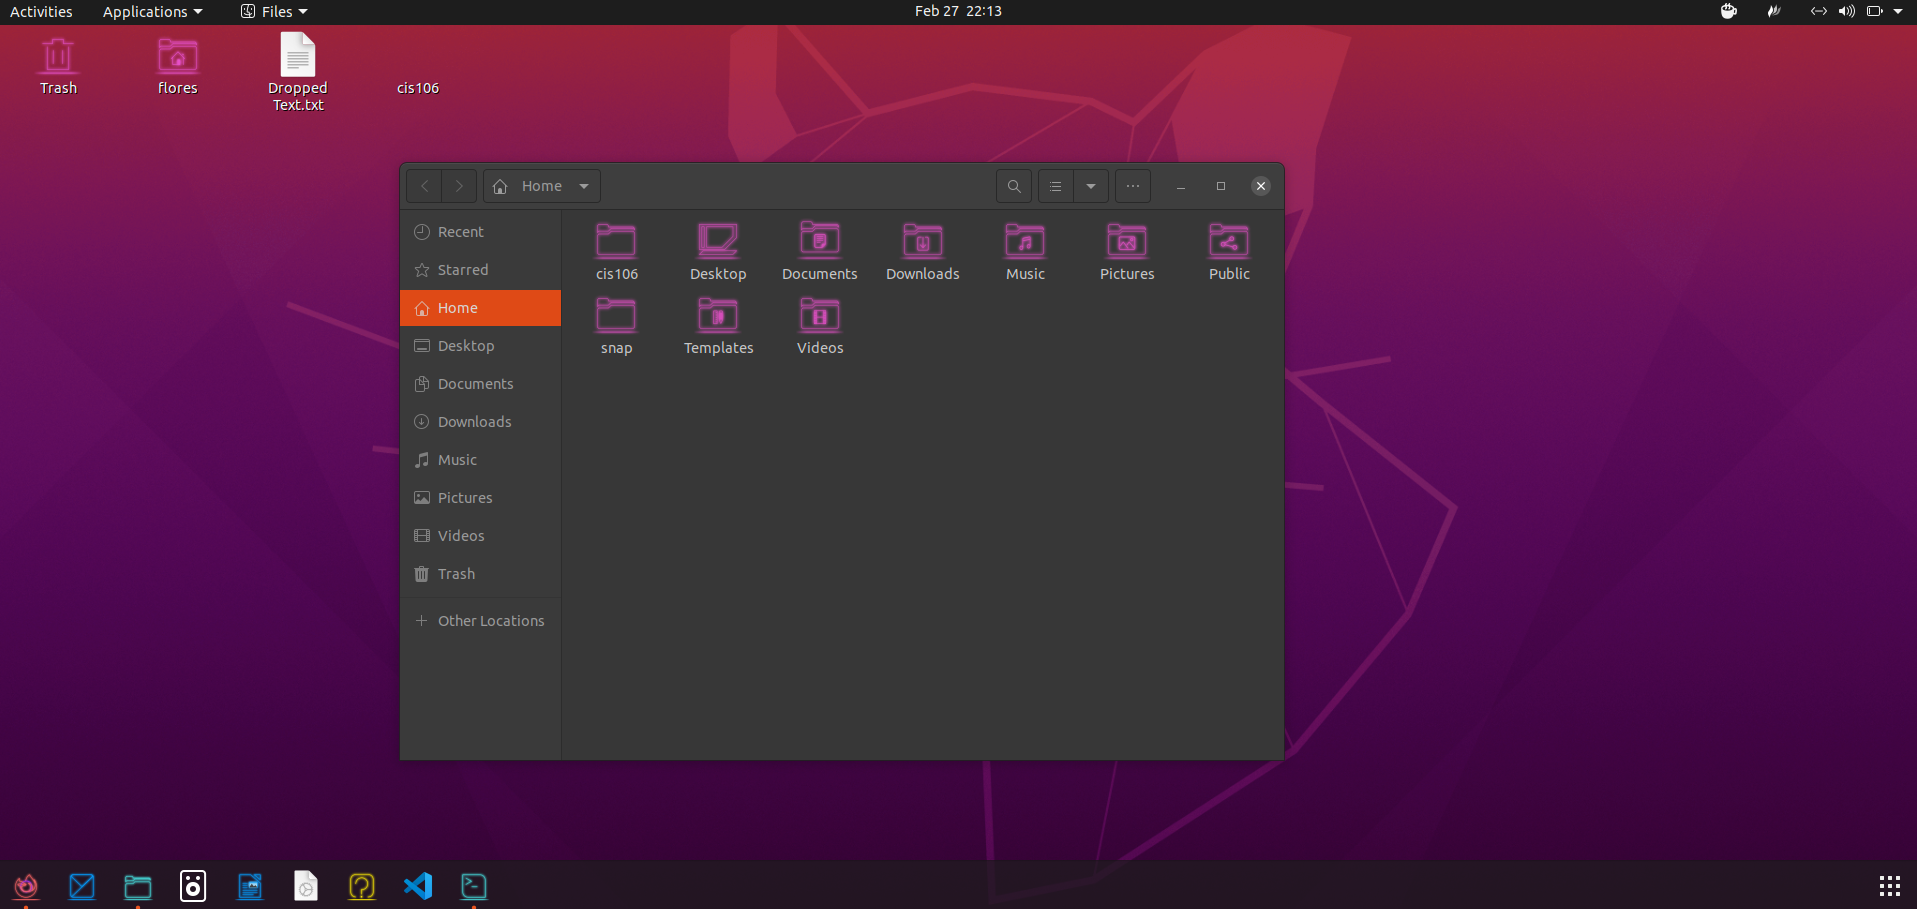 Activities
Applications
Files
Feb 27 22:13
Trash
flores
Dropped
Text.txt
cis106
Home
Recent
Starred
Home
Desktop
Documents
Downloads
Music
Pictures
Videos
Trash
Other Locations
cis106
Desktop
Documents
Downloads
Music
Pictures
Public
snap
Templates
Videos